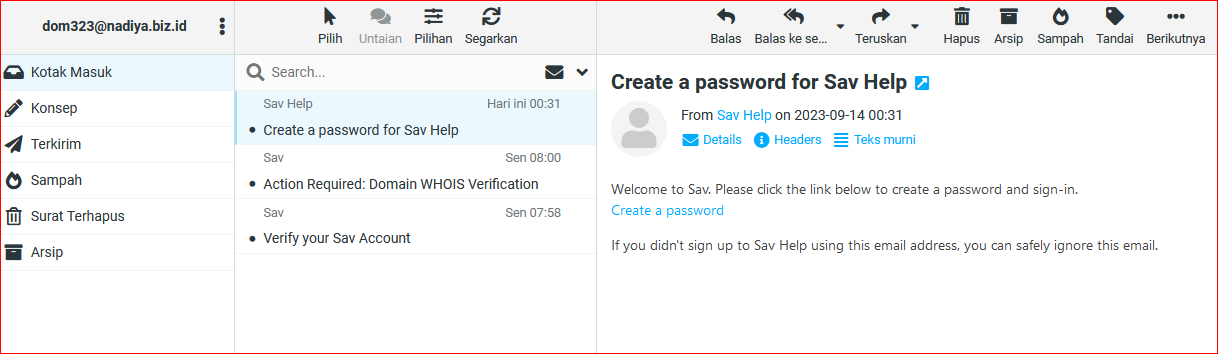 dom323@nadiya.biz.id
Kotak Masuk
Konsep
Terkirim
Sampah
Surat Terhapus
Arsip
Pilih Untaian Pilihan Segarkan
Search...
Sav Help Hari ini 00:31
• Create a password for Sav Help
Sav Sen 08:00
• Action Required: Domain WHOIS Verification
Sav Sen 07:58
• Verify your Sav Account
Balas Balas ke se... Teruskan Hapus Arsip Sampah Tandai Berikutnya
Create a password for Sav Help
From Sav Help on 2023-09-14 00:31
Details Headers Teks murni
Welcome to Sav. Please click the link below to create a password and sign-in.
Create a password
If you didn't sign up to Sav Help using this email address, you can safely ignore this email.